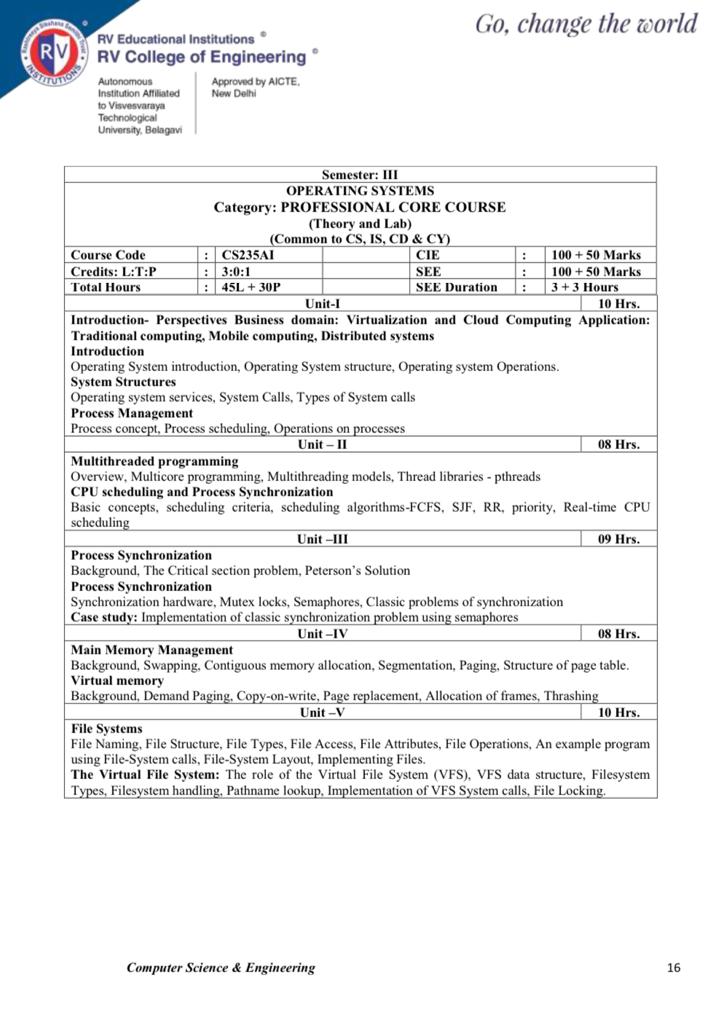 Go, change the world
RV Educational Institutions ®
RV College of Engineering ®
RV
INSTITUTIONS
Autonomous
Institution Affiliated
to Visvesvaraya
Technological
University, Belagavi
Approved by AICTE,
New Delhi
Semester: III
OPERATING SYSTEMS
Category: PROFESSIONAL CORE COURSE
(Theory and Lab)
(Common to CS, IS, CD & CY)
Course Code : CS235AI CIE : 100 + 50 Marks
Credits: L:T:P : 3:0:1 SEE : 100 + 50 Marks
Total Hours : 45L + 30P SEE Duration : 3 + 3 Hours
Unit-I 10 Hrs.
Introduction- Perspectives Business domain: Virtualization and Cloud Computing Application:
Traditional computing, Mobile computing, Distributed systems
Introduction
Operating System introduction, Operating System structure, Operating system Operations.
System Structures
Operating system services, System Calls, Types of System calls
Process Management
Process concept, Process scheduling, Operations on processes
Unit – II 08 Hrs.
Multithreaded programming
Overview, Multicore programming, Multithreading models, Thread libraries - pthreads
CPU scheduling and Process Synchronization
Basic concepts, scheduling criteria, scheduling algorithms-FCFS, SJF, RR, priority, Real-time CPU
scheduling
Unit –III 09 Hrs.
Process Synchronization
Background, The Critical section problem, Peterson’s Solution
Process Synchronization
Synchronization hardware, Mutex locks, Semaphores, Classic problems of synchronization
Case study: Implementation of classic synchronization problem using semaphores
Unit –IV 08 Hrs.
Main Memory Management
Background, Swapping, Contiguous memory allocation, Segmentation, Paging, Structure of page table.
Virtual memory
Background, Demand Paging, Copy-on-write, Page replacement, Allocation of frames, Thrashing
Unit –V 10 Hrs.
File Systems
File Naming, File Structure, File Types, File Access, File Attributes, File Operations, An example program
using File-System calls, File-System Layout, Implementing Files.
The Virtual File System: The role of the Virtual File System (VFS), VFS data structure, Filesystem
Types, Filesystem handling, Pathname lookup, Implementation of VFS System calls, File Locking.
Computer Science & Engineering 16